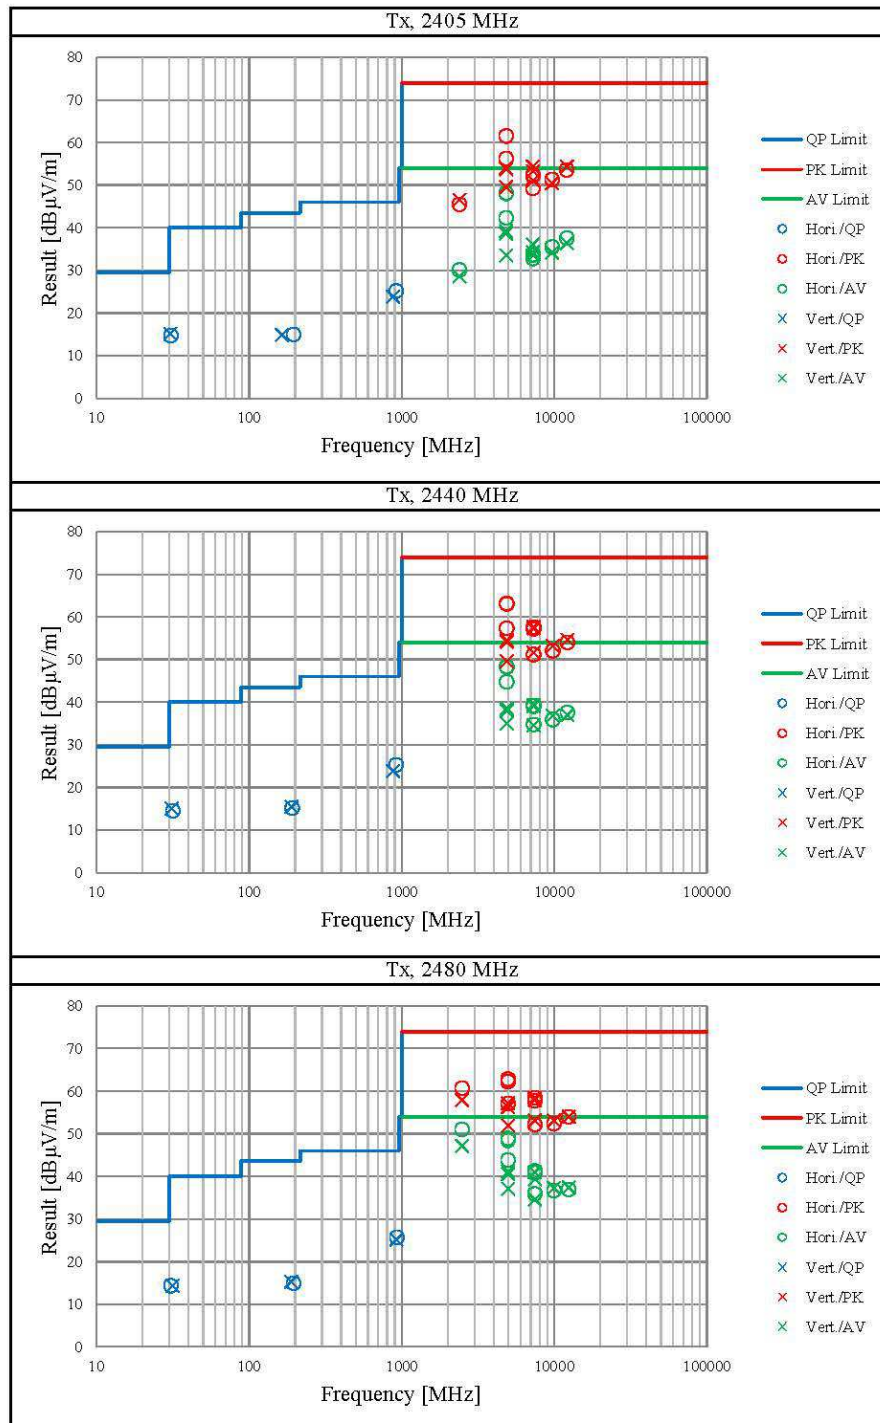 Tx, 2405 MHz
80
70
60
50
40
30
20
10
0
Result [dBµV/m]
10 100 1000 10000 100000
Frequency [MHz]
QP Limit
PK Limit
AV Limit
Hori./QP
Hori./PK
Hori./AV
Vert./QP
Vert./PK
Vert./AV
Tx, 2440 MHz
80
70
60
50
40
30
20
10
0
Result [dBµV/m]
10 100 1000 10000 100000
Frequency [MHz]
QP Limit
PK Limit
AV Limit
Hori./QP
Hori./PK
Hori./AV
Vert./QP
Vert./PK
Vert./AV
Tx, 2480 MHz
80
70
60
50
40
30
20
10
0
Result [dBµV/m]
10 100 1000 10000 100000
Frequency [MHz]
QP Limit
PK Limit
AV Limit
Hori./QP
Hori./PK
Hori./AV
Vert./QP
Vert./PK
Vert./AV